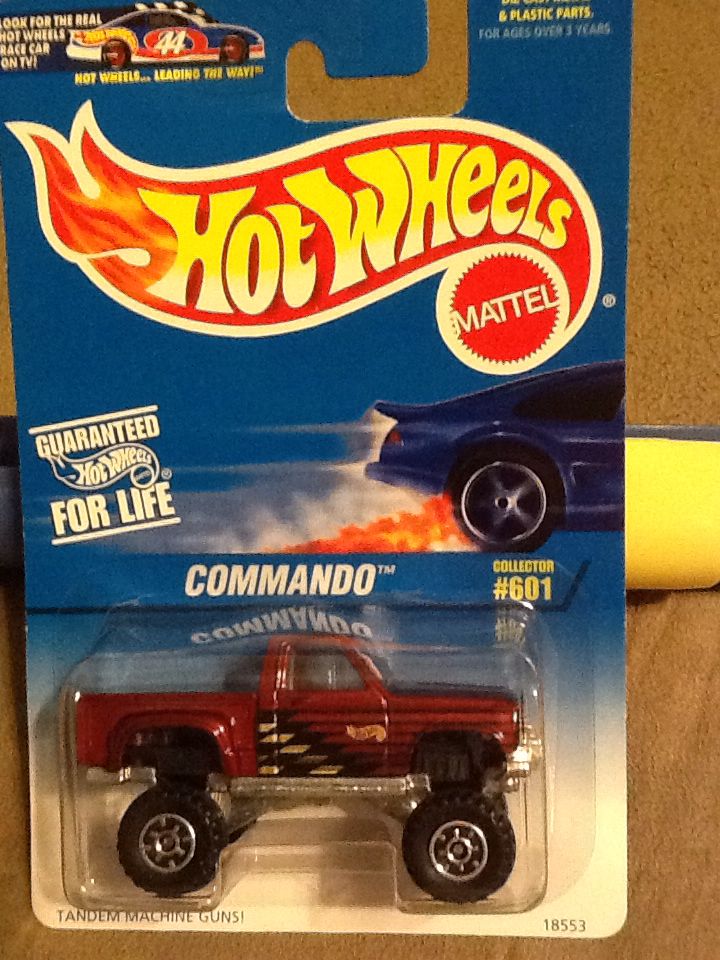 LOOK FOR THE REAL
HOT WHEELS
RACE CAR
ON TV!
44
HOT WHEELS... LEADING THE WAY!™
& PLASTIC PARTS.
FOR AGES OVER 3 YEARS
HOT WHEELS
MATTEL
®
GUARANTEED
HOT WHEELS ®
FOR LIFE
COMMANDO™
COLLECTOR
#601
COMMANDO
TANDEM MACHINE GUNS!
18553